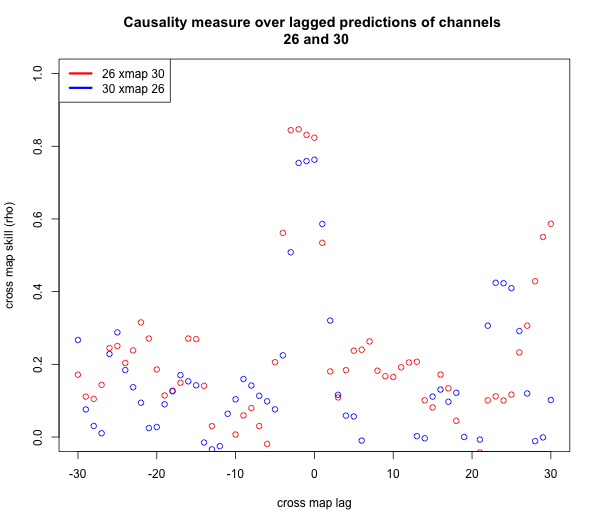 Causality measure over lagged predictions of channels
26 and 30
26 xmap 30
30 xmap 26
cross map skill (rho)
1.0
0.8
0.6
0.4
0.2
0.0
-30 -20 -10 0 10 20 30
cross map lag